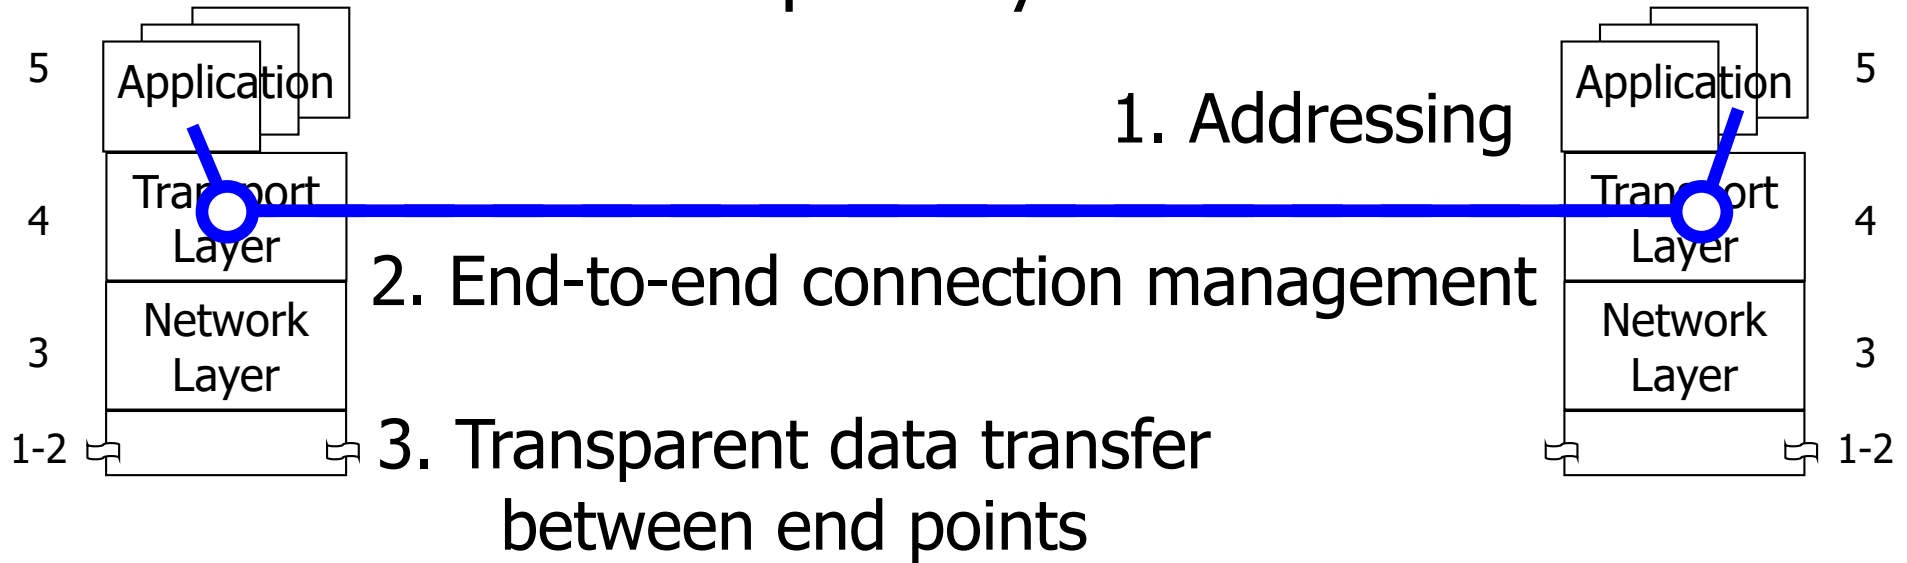 5
Application
1. Addressing
Application
5
4
Transport
Layer
Transport
Layer
4
2. End-to-end connection management
3
Network
Layer
Network
Layer
3
1-2
3. Transparent data transfer
between end points
1-2